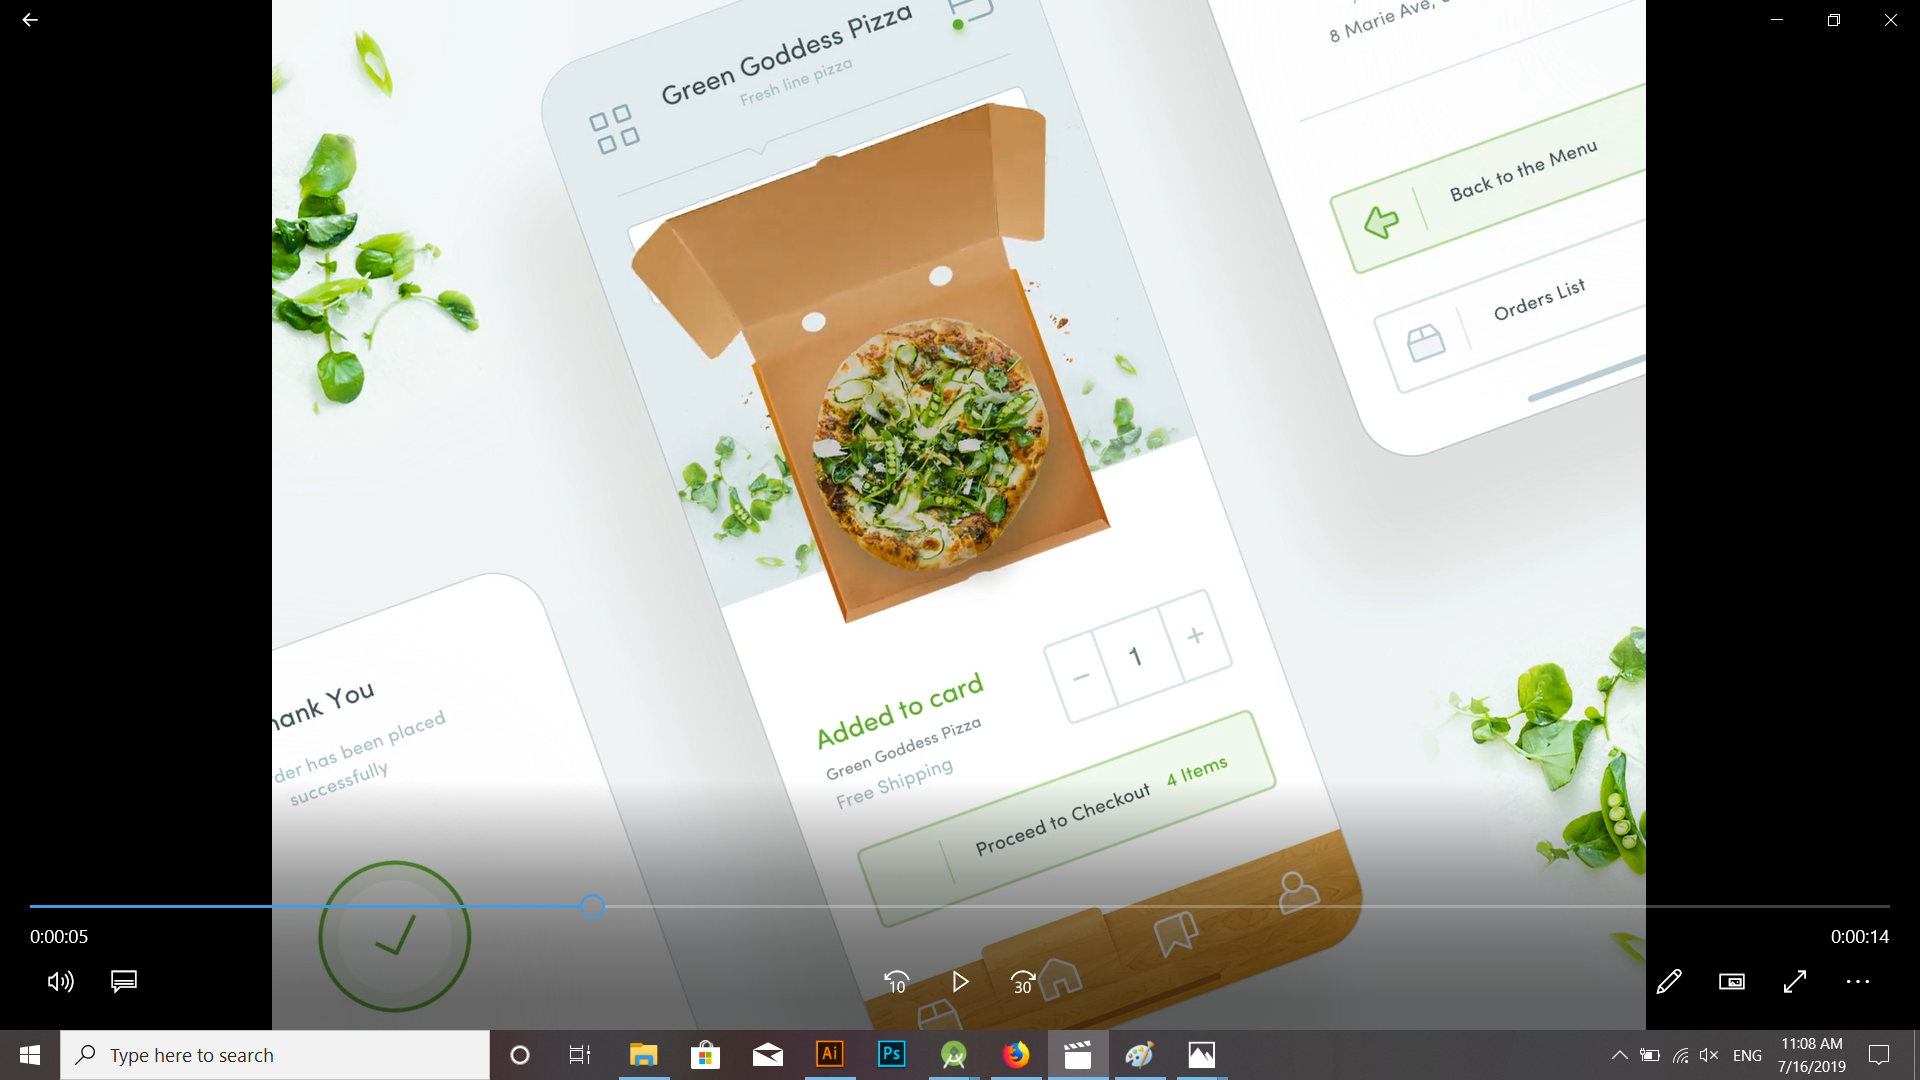 Green Goddess Pizza
Fresh line pizza
8 Marie Ave,
Back to the Menu
Orders List
1
Added to card
Green Goddess Pizza
Free Shipping
Proceed to Checkout 4 Items
hank You
der has been placed
successfully
0:00:05
0:00:14
10
30
Type here to search
Ai
Ps
ENG
11:08 AM
7/16/2019